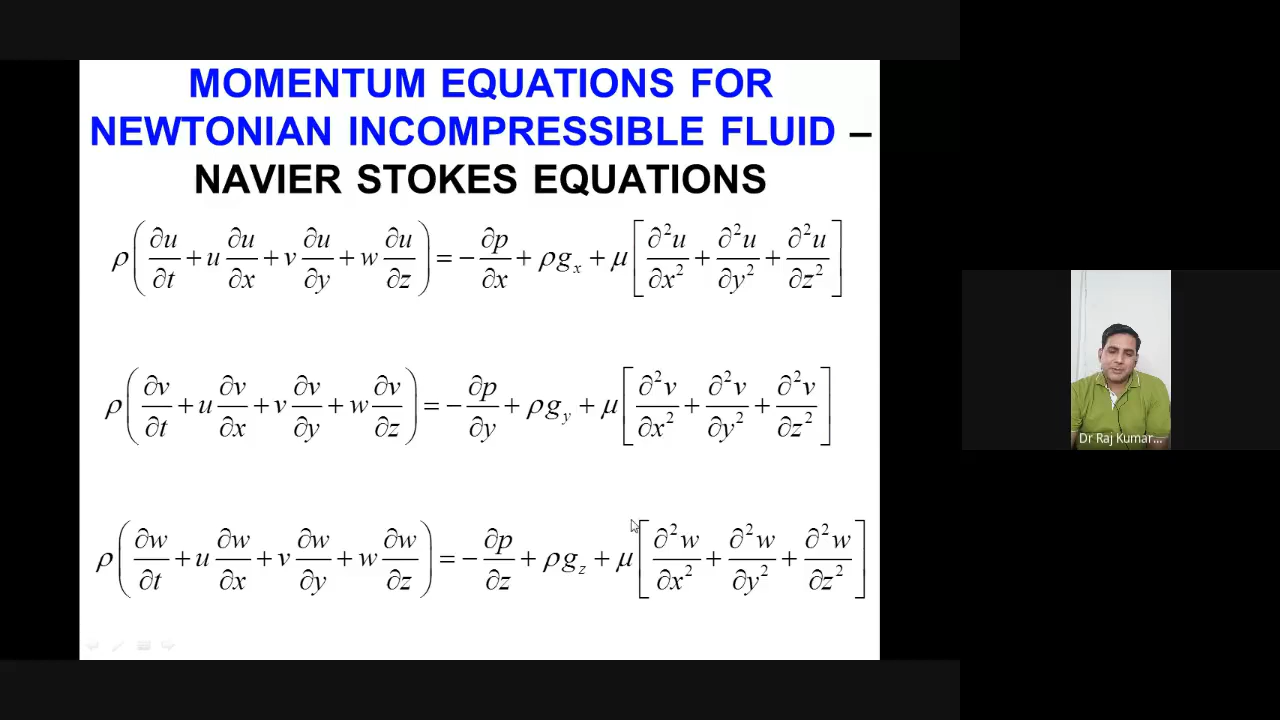 MOMENTUM EQUATIONS FOR
NEWTONIAN INCOMPRESSIBLE FLUID –
NAVIER STOKES EQUATIONS
ρ(∂u/∂t + u ∂u/∂x + v ∂u/∂y + w ∂u/∂z) = −∂p/∂x + ρgₓ + μ[∂²u/∂x² + ∂²u/∂y² + ∂²u/∂z²]
ρ(∂v/∂t + u ∂v/∂x + v ∂v/∂y + w ∂v/∂z) = −∂p/∂y + ρg_y + μ[∂²v/∂x² + ∂²v/∂y² + ∂²v/∂z²]
ρ(∂w/∂t + u ∂w/∂x + v ∂w/∂y + w ∂w/∂z) = −∂p/∂z + ρg_z + μ[∂²w/∂x² + ∂²w/∂y² + ∂²w/∂z²]
Dr Raj Kumar...